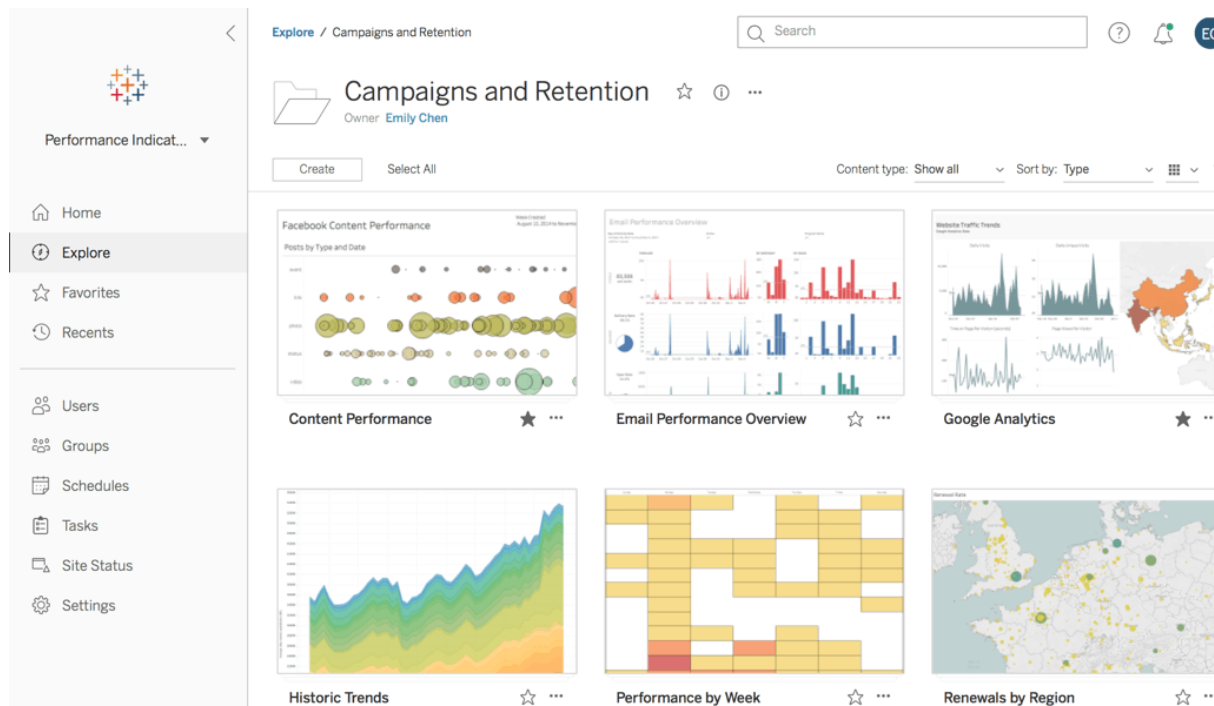 Explore / Campaigns and Retention
Search
Campaigns and Retention
Owner Emily Chen
Performance Indicat...
Create
Select All
Content type: Show all
Sort by: Type
Home
Explore
Favorites
Recents
Users
Groups
Schedules
Tasks
Site Status
Settings
Facebook Content Performance
Posts by Type and Date
Content Performance
Email Performance Overview
Email Performance Overview
Website Traffic Trends
Google Analytics
Historic Trends
Performance by Week
Renewal Rate
Renewals by Region